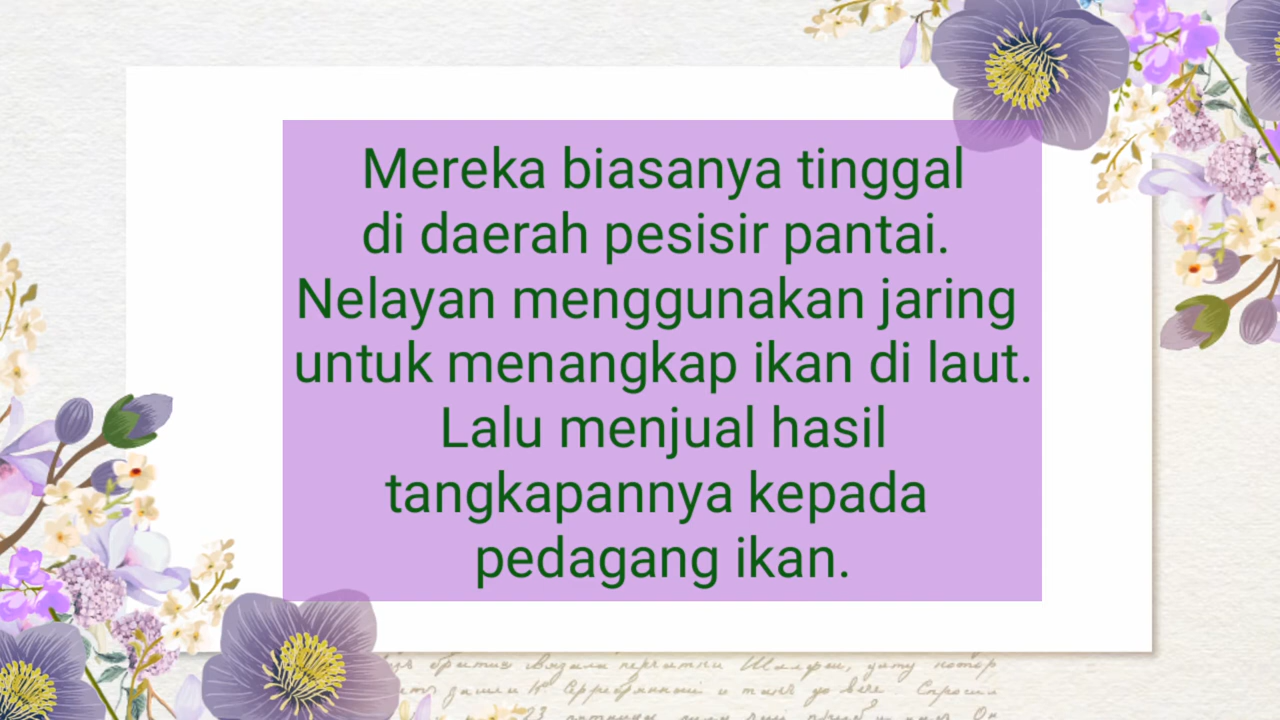 Mereka biasanya tinggal
di daerah pesisir pantai.
Nelayan menggunakan jaring
untuk menangkap ikan di laut.
Lalu menjual hasil
tangkapannya kepada
pedagang ikan.